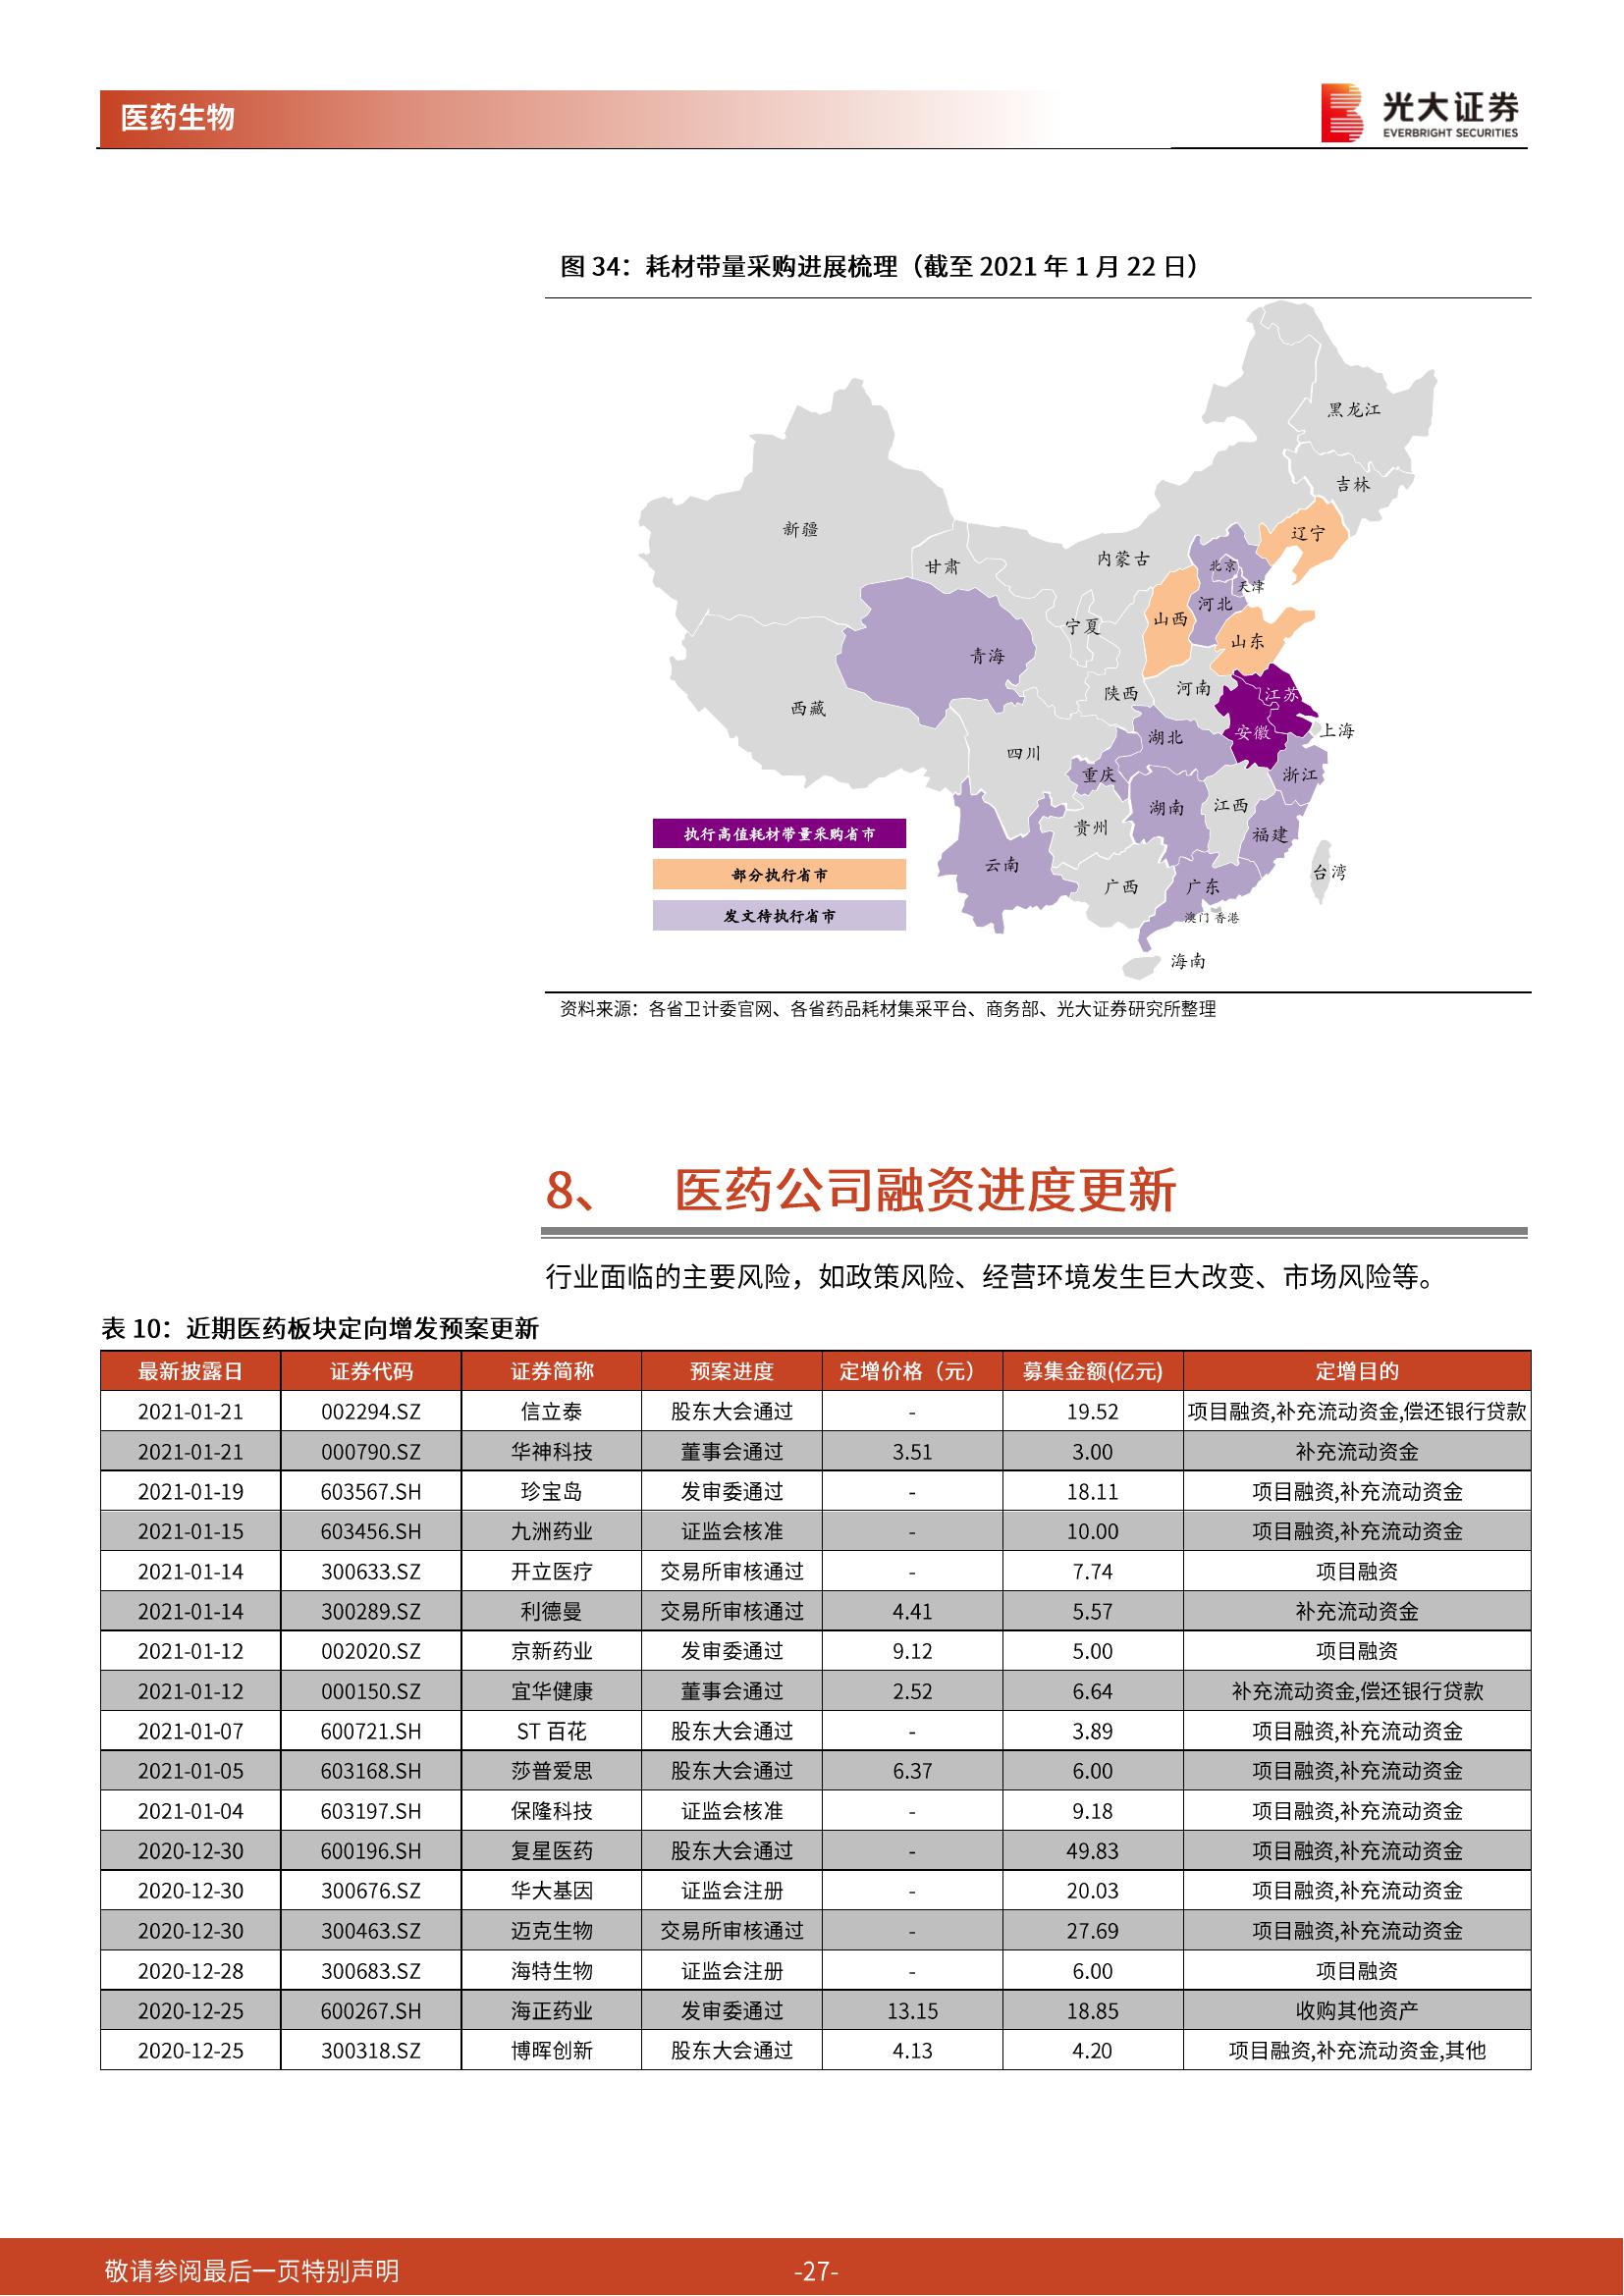 医药生物
光大证券
EVERBRIGHT SECURITIES
图 34：耗材带量采购进展梳理（截至 2021 年 1 月 22 日）
黑龙江
吉林
辽宁
新疆
甘肃
内蒙古
北京
天津
河北
山西
宁夏
山东
青海
陕西
河南
江苏
西藏
安徽
上海
四川
湖北
重庆
浙江
湖南
江西
贵州
福建
云南
广西
广东
台湾
澳门 香港
海南
执行高值耗材带量采购省市
部分执行省市
发文待执行省市
资料来源：各省卫计委官网、各省药品耗材集采平台、商务部、光大证券研究所整理
8、 医药公司融资进度更新
行业面临的主要风险，如政策风险、经营环境发生巨大改变、市场风险等。
表 10：近期医药板块定向增发预案更新
最新披露日 证券代码 证券简称 预案进度 定增价格（元） 募集金额(亿元) 定增目的
2021-01-21 002294.SZ 信立泰 股东大会通过 - 19.52 项目融资,补充流动资金,偿还银行贷款
2021-01-21 000790.SZ 华神科技 董事会通过 3.51 3.00 补充流动资金
2021-01-19 603567.SH 珍宝岛 发审委通过 - 18.11 项目融资,补充流动资金
2021-01-15 603456.SH 九洲药业 证监会核准 - 10.00 项目融资,补充流动资金
2021-01-14 300633.SZ 开立医疗 交易所审核通过 - 7.74 项目融资
2021-01-14 300289.SZ 利德曼 交易所审核通过 4.41 5.57 补充流动资金
2021-01-12 002020.SZ 京新药业 发审委通过 9.12 5.00 项目融资
2021-01-12 000150.SZ 宜华健康 董事会通过 2.52 6.64 补充流动资金,偿还银行贷款
2021-01-07 600721.SH ST 百花 股东大会通过 - 3.89 项目融资,补充流动资金
2021-01-05 603168.SH 莎普爱思 股东大会通过 6.37 6.00 项目融资,补充流动资金
2021-01-04 603197.SH 保隆科技 证监会核准 - 9.18 项目融资,补充流动资金
2020-12-30 600196.SH 复星医药 股东大会通过 - 49.83 项目融资,补充流动资金
2020-12-30 300676.SZ 华大基因 证监会注册 - 20.03 项目融资,补充流动资金
2020-12-30 300463.SZ 迈克生物 交易所审核通过 - 27.69 项目融资,补充流动资金
2020-12-28 300683.SZ 海特生物 证监会注册 - 6.00 项目融资
2020-12-25 600267.SH 海正药业 发审委通过 13.15 18.85 收购其他资产
2020-12-25 300318.SZ 博晖创新 股东大会通过 4.13 4.20 项目融资,补充流动资金,其他
敬请参阅最后一页特别声明 -27-